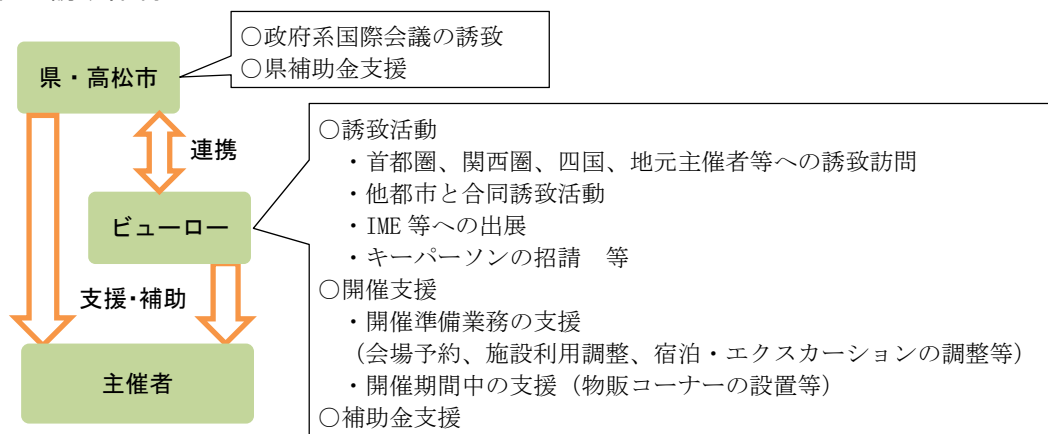 ○政府系国際会議の誘致
○県補助金支援
県・高松市
連携
ビューロー
支援・補助
主催者
○誘致活動
・首都圏、関西圏、四国、地元主催者等への誘致訪問
・他都市と合同誘致活動
・IME 等への出展
・キーパーソンの招請　等
○開催支援
・開催準備業務の支援
（会場予約、施設利用調整、宿泊・エクスカーションの調整等）
・開催期間中の支援（物販コーナーの設置等）
○補助金支援